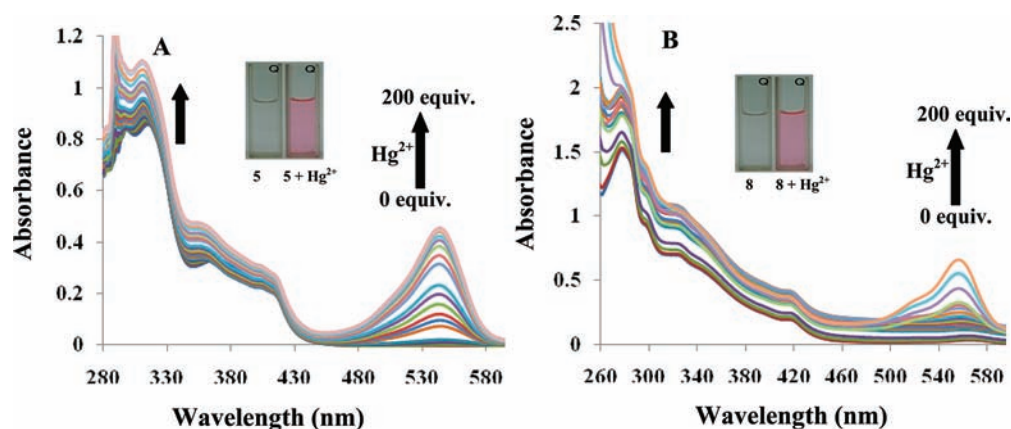 A
1.2
1
0.8
0.6
0.4
0.2
0
Absorbance
280 330 380 430 480 530 580
Wavelength (nm)
Q Q
5 5 + Hg²⁺
200 equiv.
Hg²⁺
0 equiv.
B
2.5
2
1.5
1
0.5
0
Absorbance
260 300 340 380 420 460 500 540 580
Wavelength (nm)
Q Q
8 8 + Hg²⁺
200 equiv.
Hg²⁺
0 equiv.